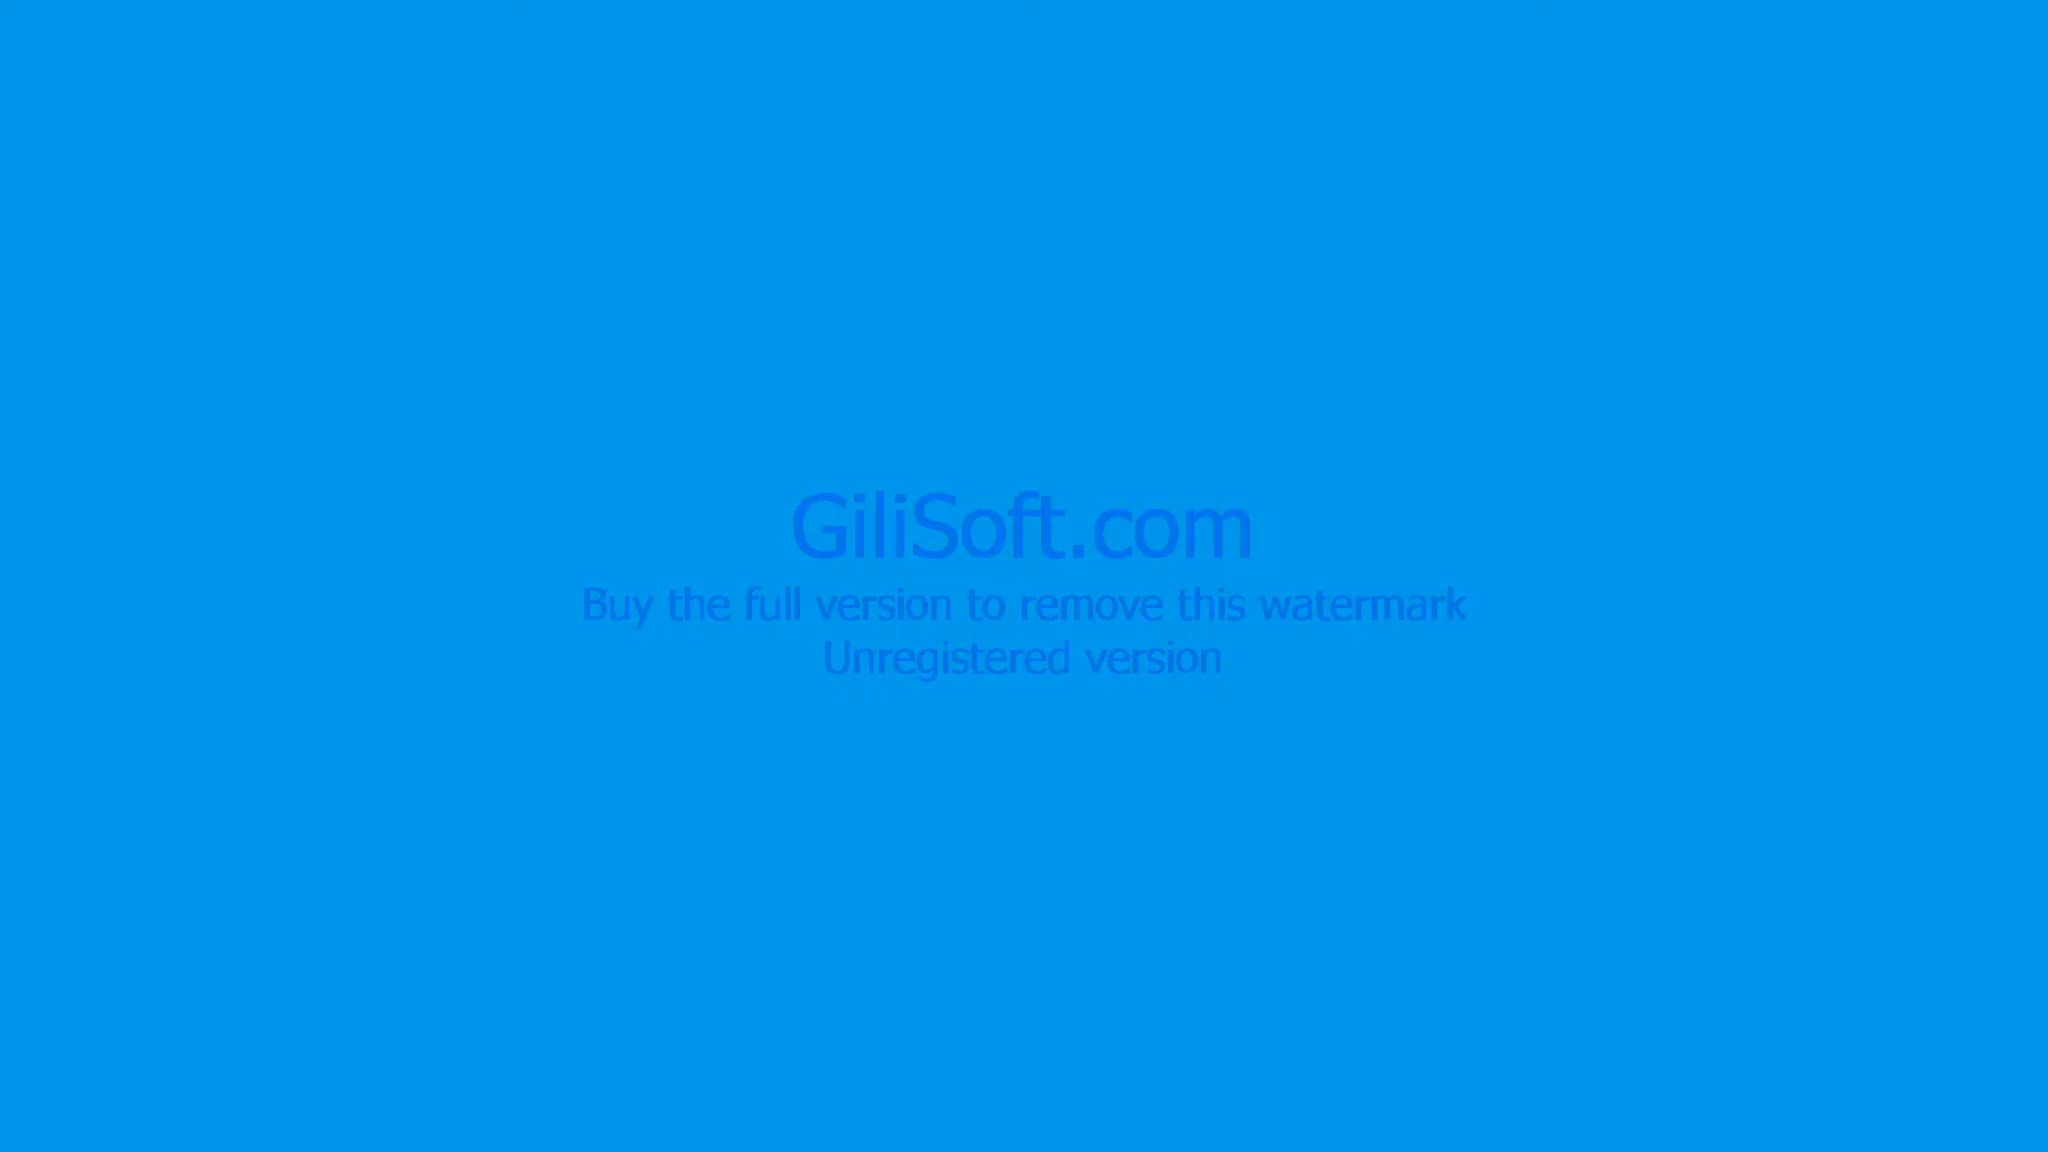 GiliSoft.com
Buy the full version to remove this watermark
Unregistered version